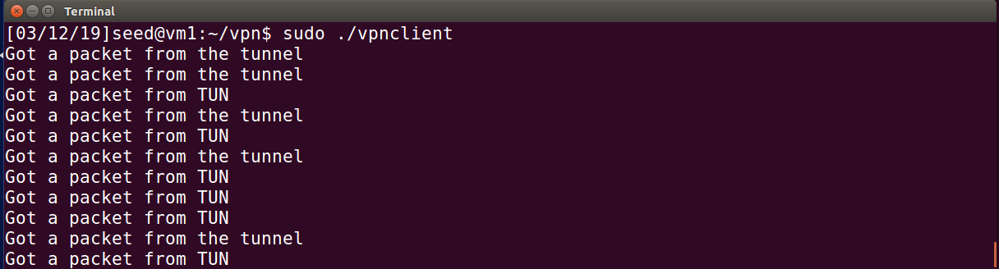 Terminal
[03/12/19]seed@vm1:~/vpn$ sudo ./vpnclient
Got a packet from the tunnel
Got a packet from the tunnel
Got a packet from TUN
Got a packet from the tunnel
Got a packet from TUN
Got a packet from the tunnel
Got a packet from TUN
Got a packet from TUN
Got a packet from TUN
Got a packet from the tunnel
Got a packet from TUN